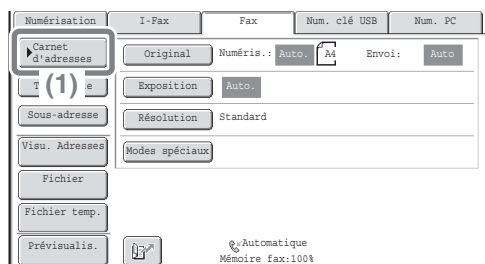 Numérisation I-Fax Fax Num. clé USB Num. PC
Carnet
d'adresses
Original Numéris.: Auto. A4 Envoi: Auto
(1)
Exposition Auto.
Sous-adresse Résolution Standard
Visu. Adresses Modes spéciaux
Fichier
Fichier temp.
Prévisualis. Automatique
Mémoire fax:100%